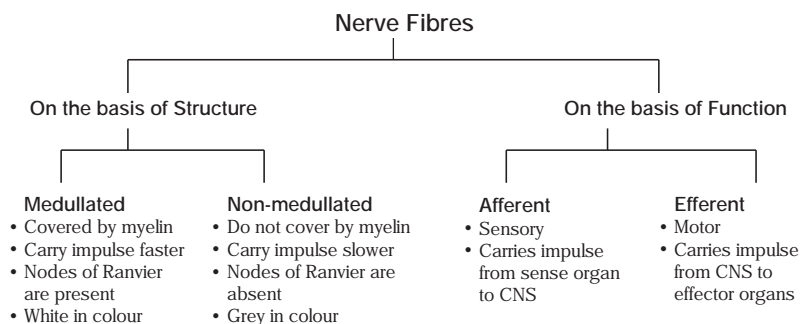 Nerve Fibres
On the basis of Structure
On the basis of Function
Medullated
• Covered by myelin
• Carry impulse faster
• Nodes of Ranvier
are present
• White in colour
Non-medullated
• Do not cover by myelin
• Carry impulse slower
• Nodes of Ranvier are
absent
• Grey in colour
Afferent
• Sensory
• Carries impulse
from sense organ
to CNS
Efferent
• Motor
• Carries impulse
from CNS to
effector organs